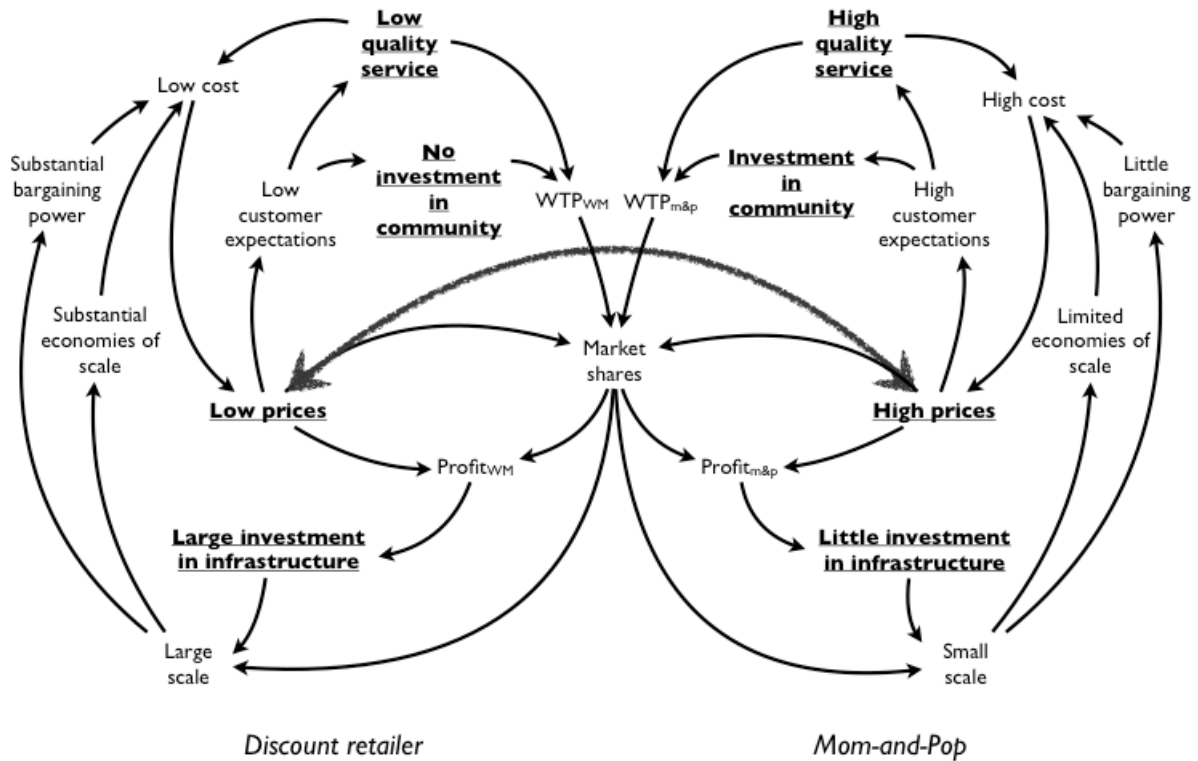 Low
quality
service
High
quality
service
Low cost
High cost
Substantial
bargaining
power
Low
customer
expectations
No
investment
in
community
WTPWM
WTPm&p
Investment
in
community
High
customer
expectations
Little
bargaining
power
Substantial
economies of
scale
Market
shares
Limited
economies of
scale
Low prices
High prices
ProfitWM
Profitm&p
Large investment
in infrastructure
Little investment
in infrastructure
Large
scale
Small
scale
Discount retailer
Mom-and-Pop